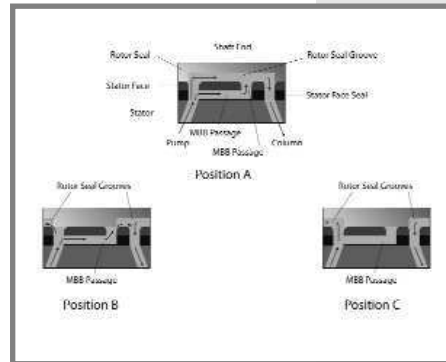 Shaft End
Rotor Seal
Rotor Seal Groove
Stator Face
Stator Face Seal
Stator
MBB Passage
Pump
Column
MBB Passage
Position A
Rotor Seal Grooves
Rotor Seal Grooves
MBB Passage
MBB Passage
Position B
Position C